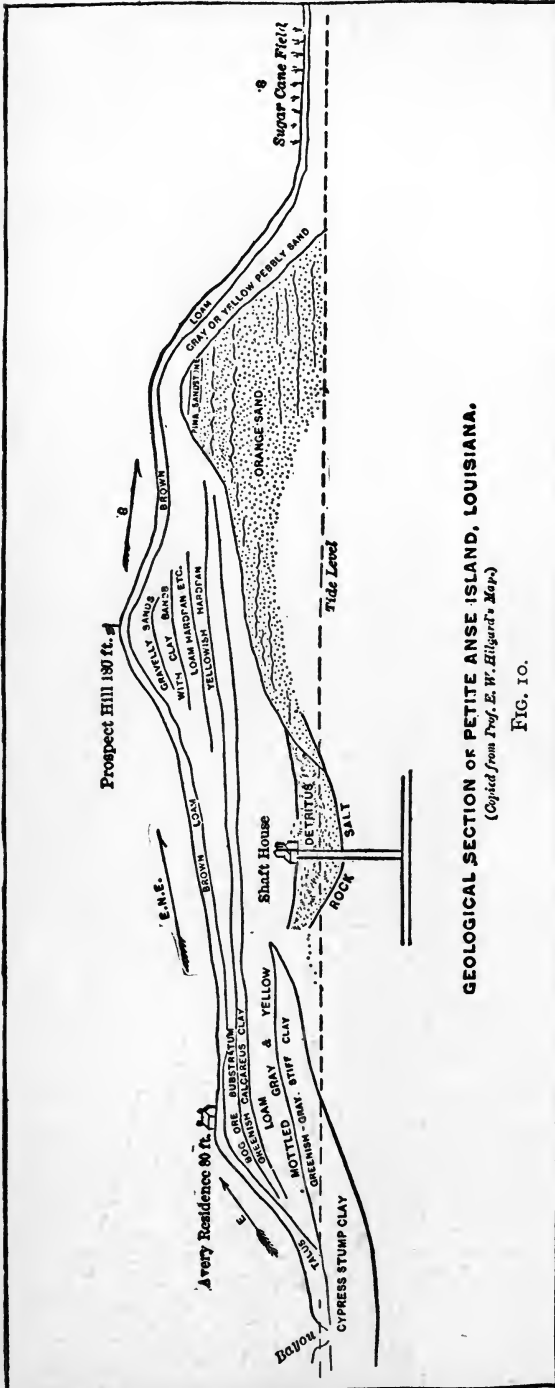 Prospect Hill 180 ft.
Avery Residence 80 ft.
Shaft House
Sugar Cane Field
E.N.E.
E
S.
S.
BROWN LOAM
BROWN
LOAM
GRAVELLY SANDS
WITH CLAY BANDS
LOAM HARDPAN ETC.
YELLOWISH HARDPAN
SANDSTONE
GRAY OR YELLOW PEBBLY SAND
ORANGE SAND
BOG ORE SUBSTRATUM
GREENISH CALCAREUS CLAY
LOAM GRAY & YELLOW
MOTTLED
GREENISH-GRAY. STIFF CLAY
TALUS
Bayou
CYPRESS STUMP CLAY
DETRITUS
ROCK SALT
Tide Level
GEOLOGICAL SECTION OF PETITE ANSE ISLAND, LOUISIANA.
(Copied from Prof. E. W. Hilgard's Map.)
FIG. 10.